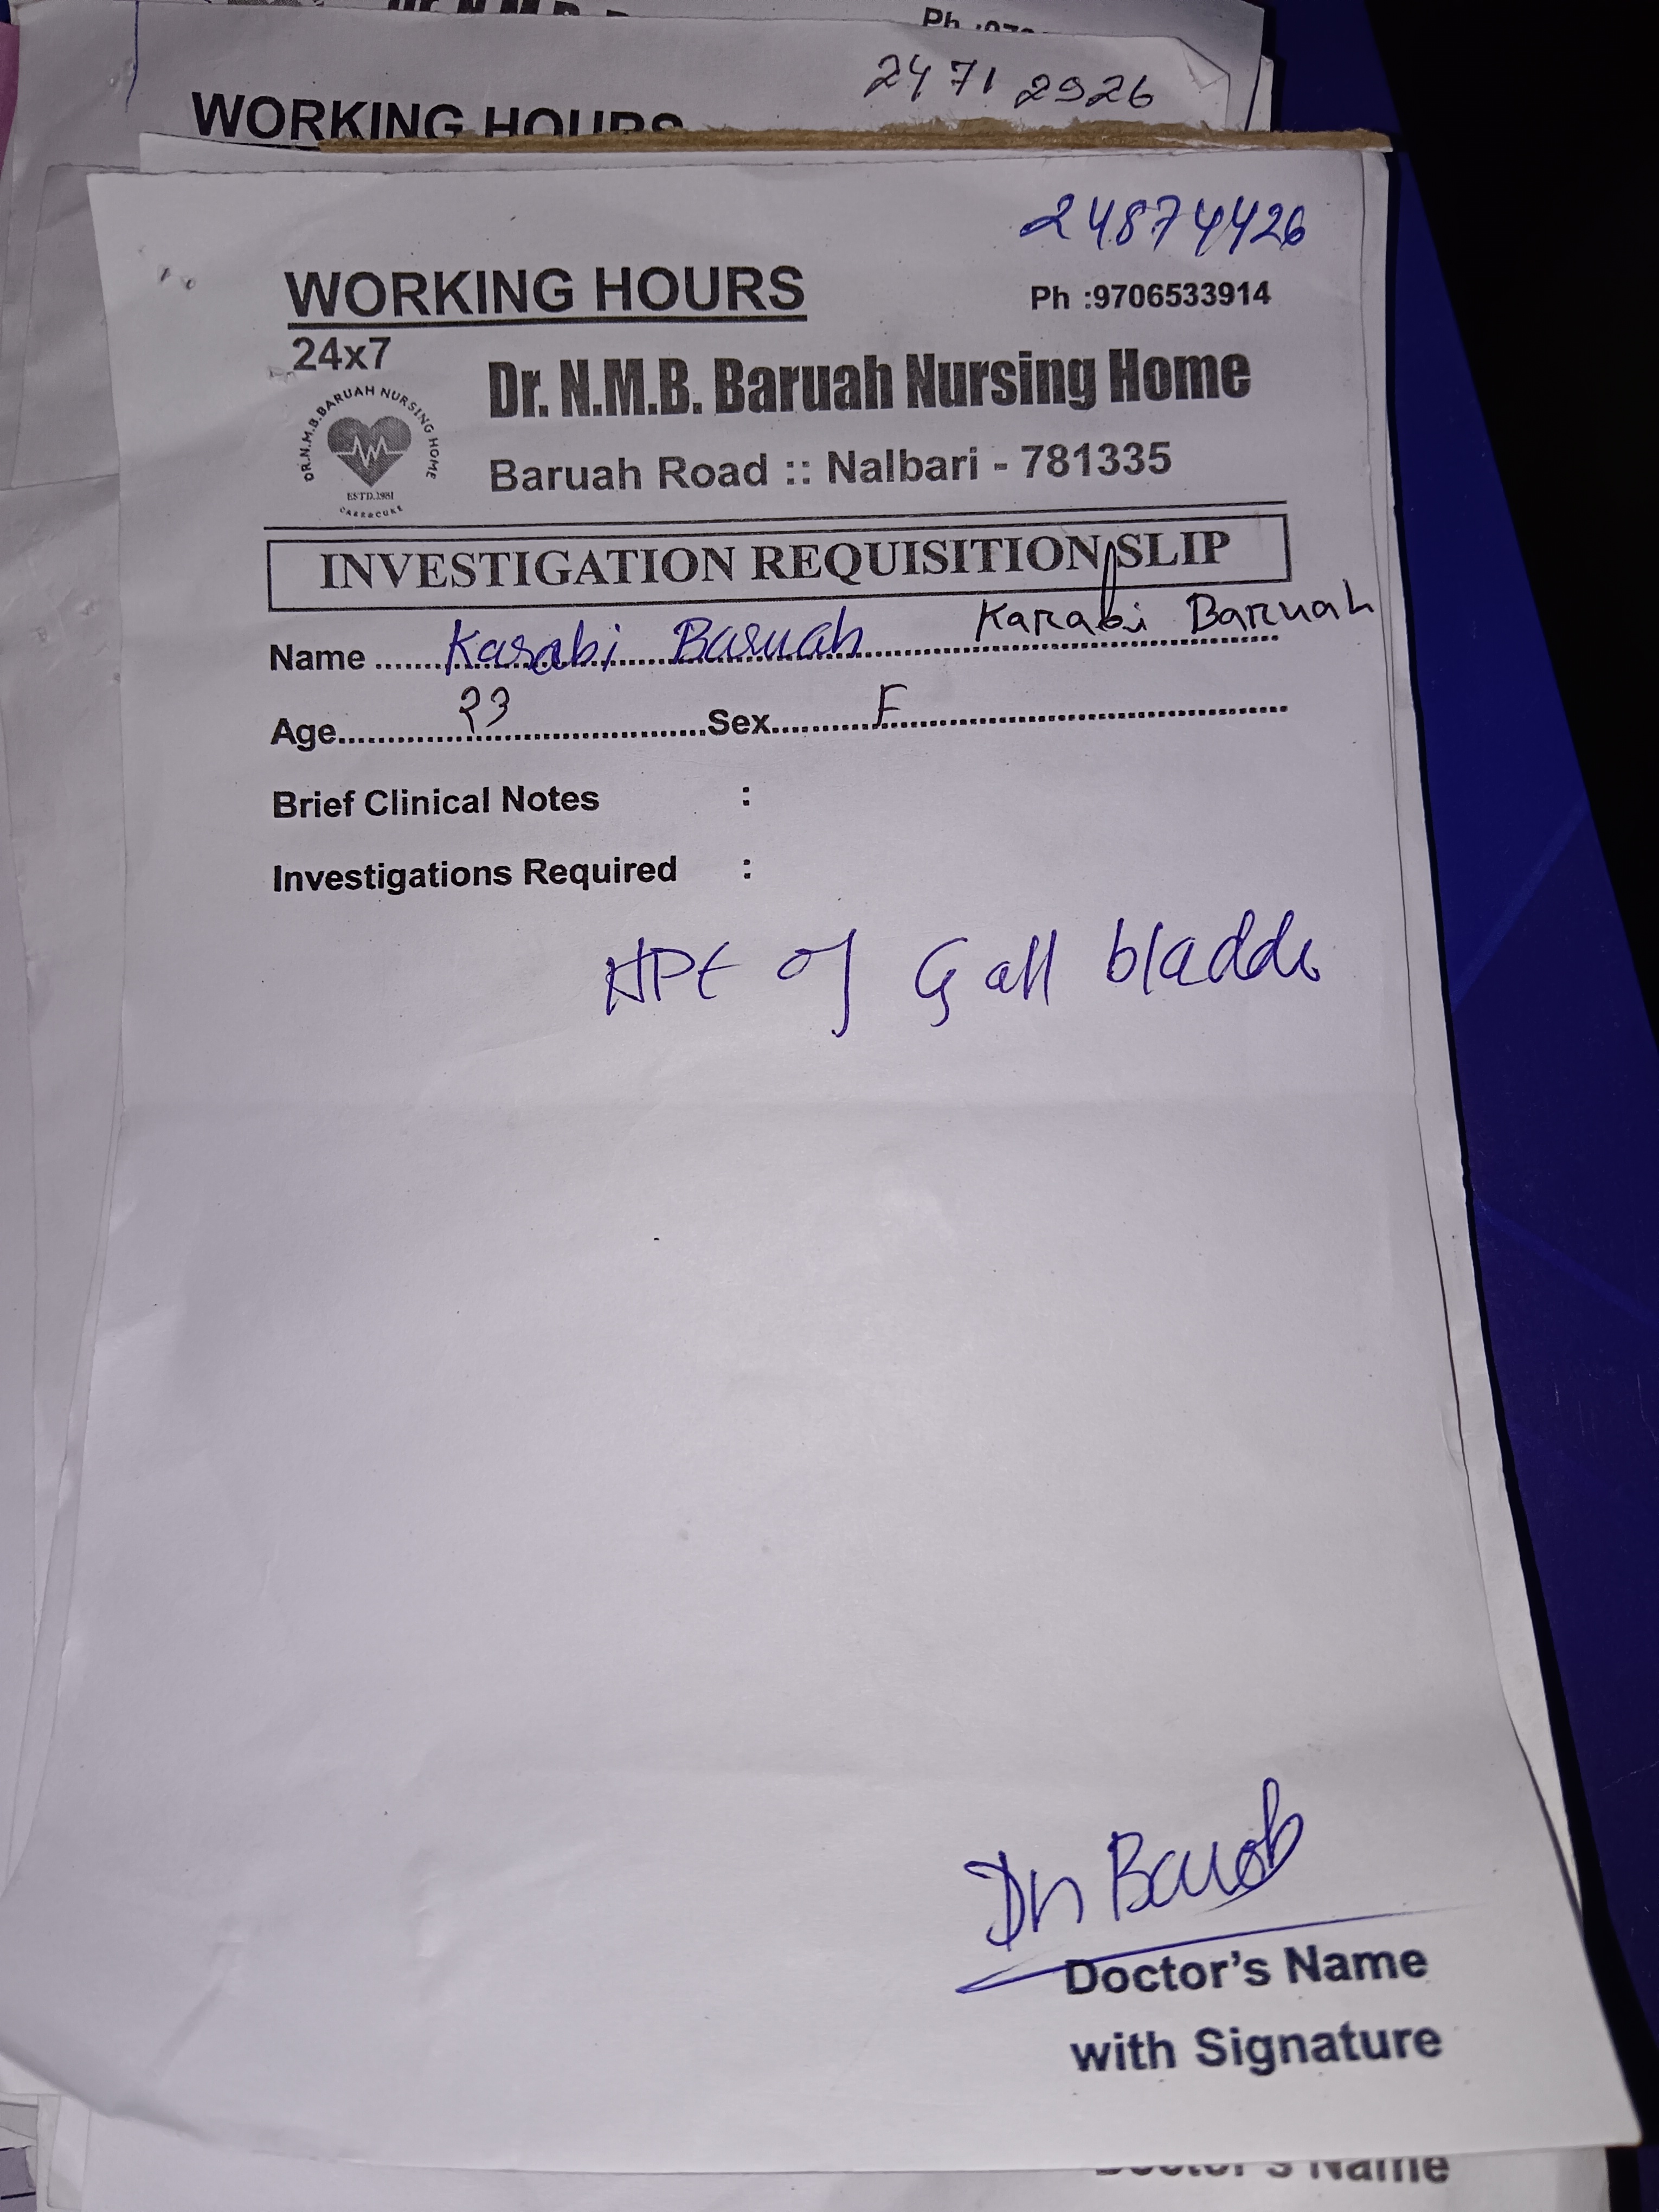 24712926
WORKING HOURS
24874426
WORKING HOURS
Ph :9706533914
24x7
DR.N.M.B.BARUAH NURSING HOME
ESTD.1981
CARE&CURE
Dr. N.M.B. Baruah Nursing Home
Baruah Road :: Nalbari - 781335
INVESTIGATION REQUISITION SLIP
Name Karabi Baruah Karabi Baruah
Age 23 Sex F
Brief Clinical Notes :
Investigations Required :
HPE of Gall bladder
Dr Baruah
Doctor's Name
with Signature
Doctor's Name